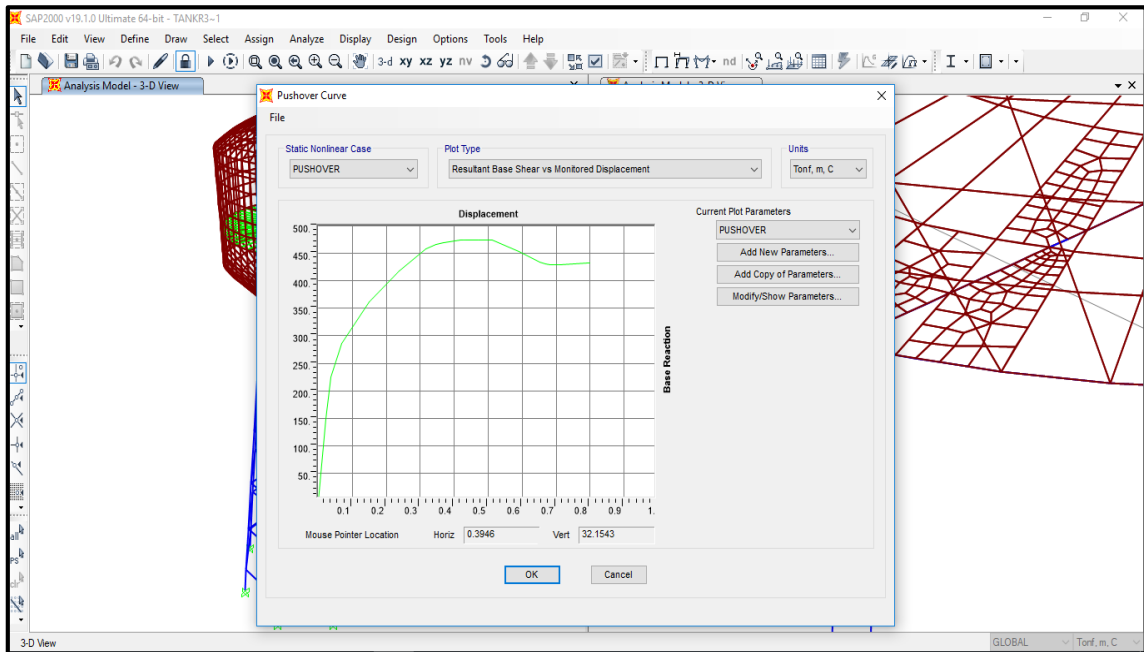 SAP2000 v19.1.0 Ultimate 64-bit - TANKR3~1
File Edit View Define Draw Select Assign Analyze Display Design Options Tools Help
3-d xy xz yz nv
nd
Analysis Model - 3-D View
Pushover Curve
File
Static Nonlinear Case
PUSHOVER
Plot Type
Resultant Base Shear vs Monitored Displacement
Units
Tonf, m, C
Displacement
500.
450.
400.
350.
300.
250.
200.
150.
100.
50.
0.1 0.2 0.3 0.4 0.5 0.6 0.7 0.8 0.9 1.
Base Reaction
Current Plot Parameters
PUSHOVER
Add New Parameters...
Add Copy of Parameters...
Modify/Show Parameters...
Mouse Pointer Location Horiz 0.3946 Vert 32.1543
OK Cancel
all
PS
clr
3-D View
GLOBAL
Tonf, m, C